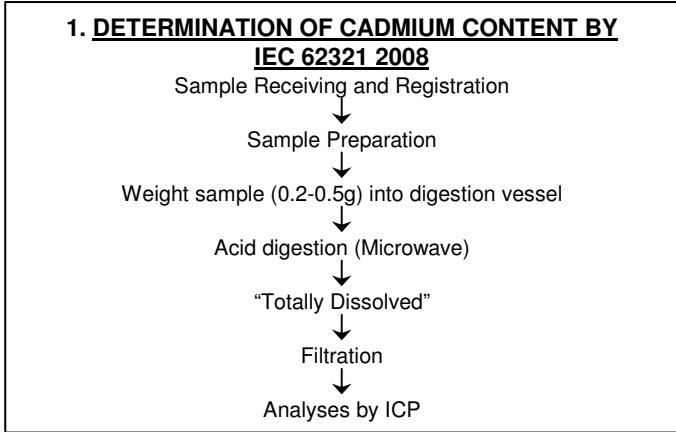 1. DETERMINATION OF CADMIUM CONTENT BY
IEC 62321 2008
Sample Receiving and Registration
Sample Preparation
Weight sample (0.2-0.5g) into digestion vessel
Acid digestion (Microwave)
“Totally Dissolved”
Filtration
Analyses by ICP